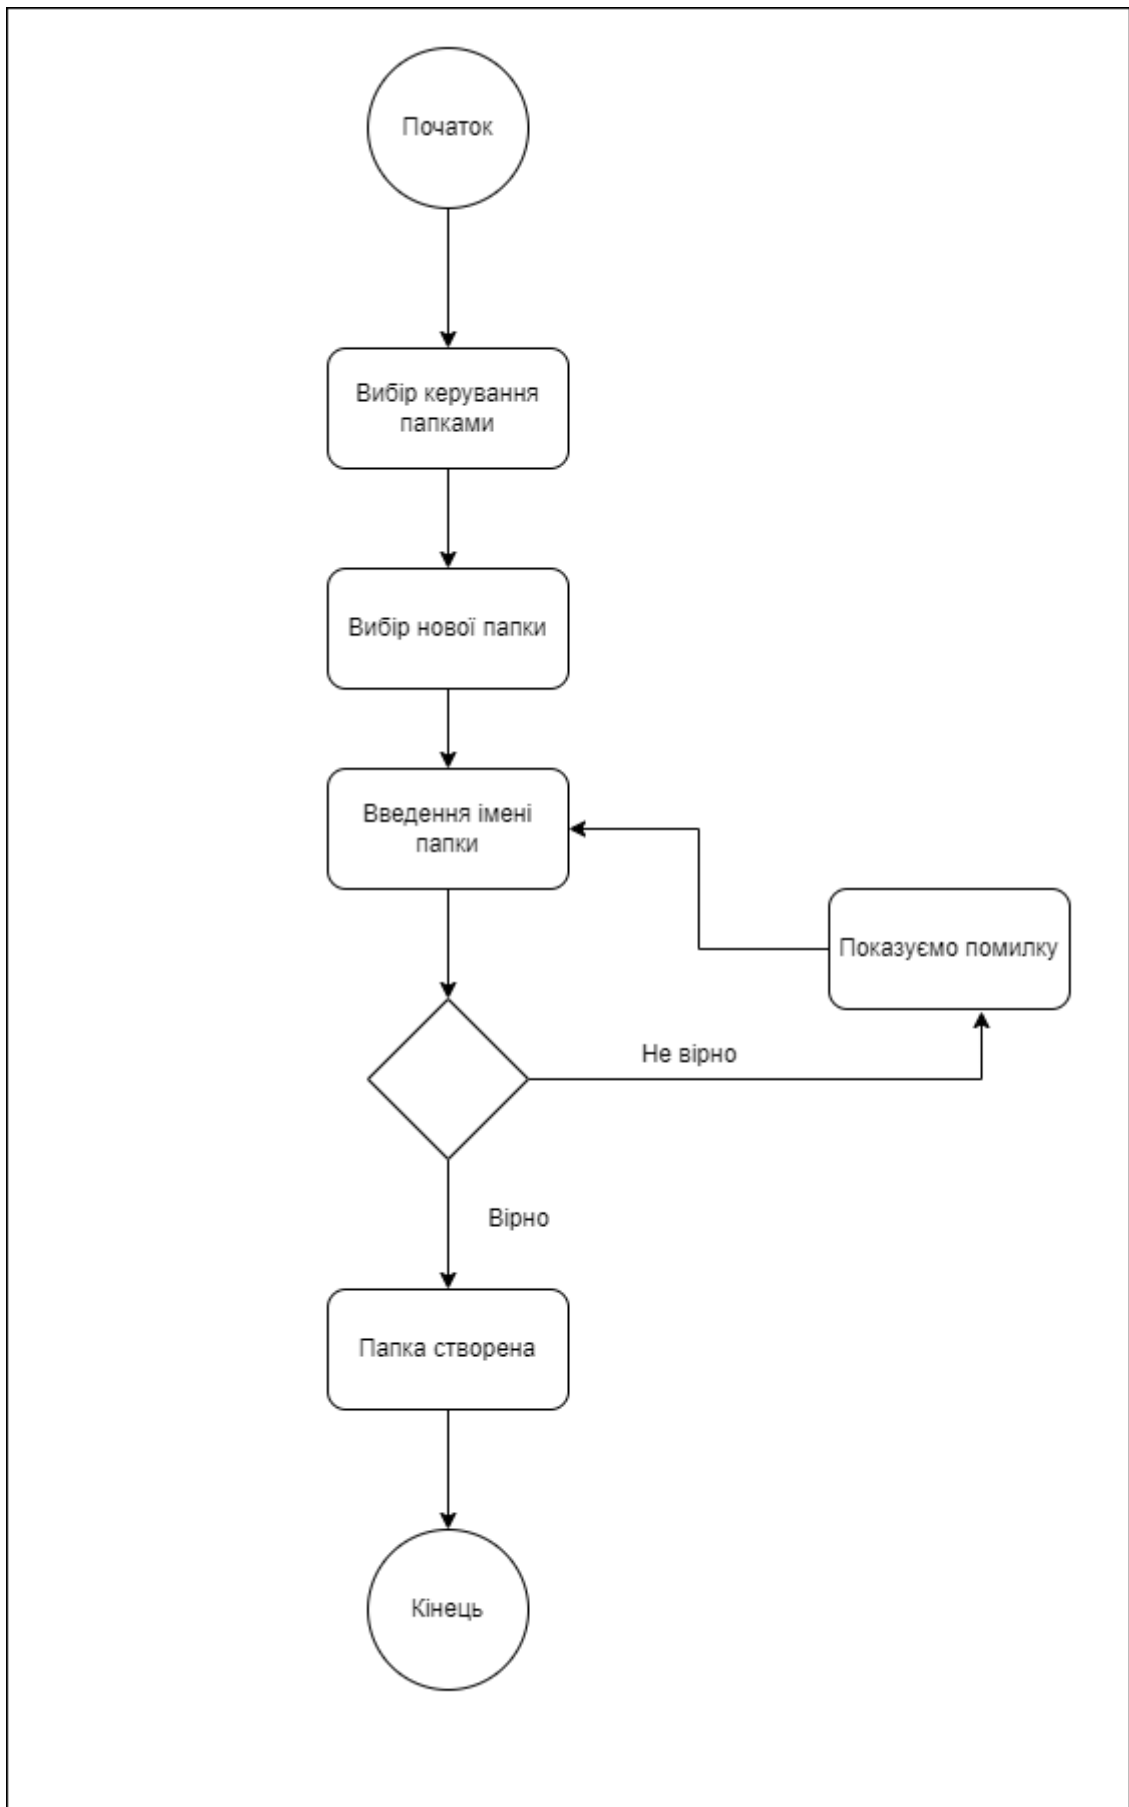 Початок
Вибір керування
папками
Вибір нової папки
Введення імені
папки
Показуємо помилку
Не вірно
Вірно
Папка створена
Кінець